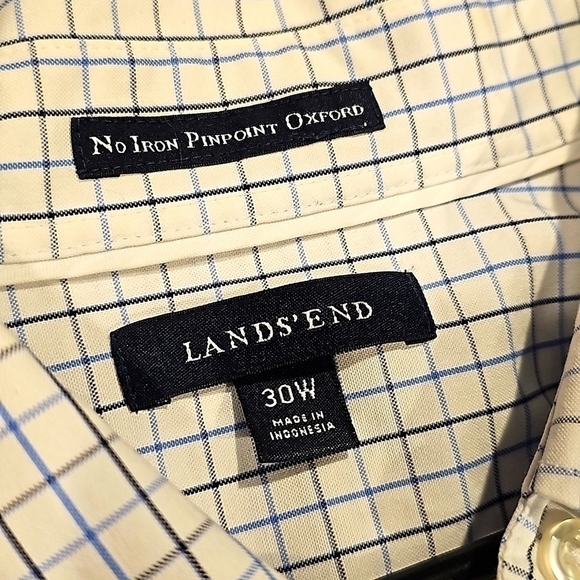 No Iron Pinpoint Oxford
LANDS'END
30W
MADE IN
INDONESIA